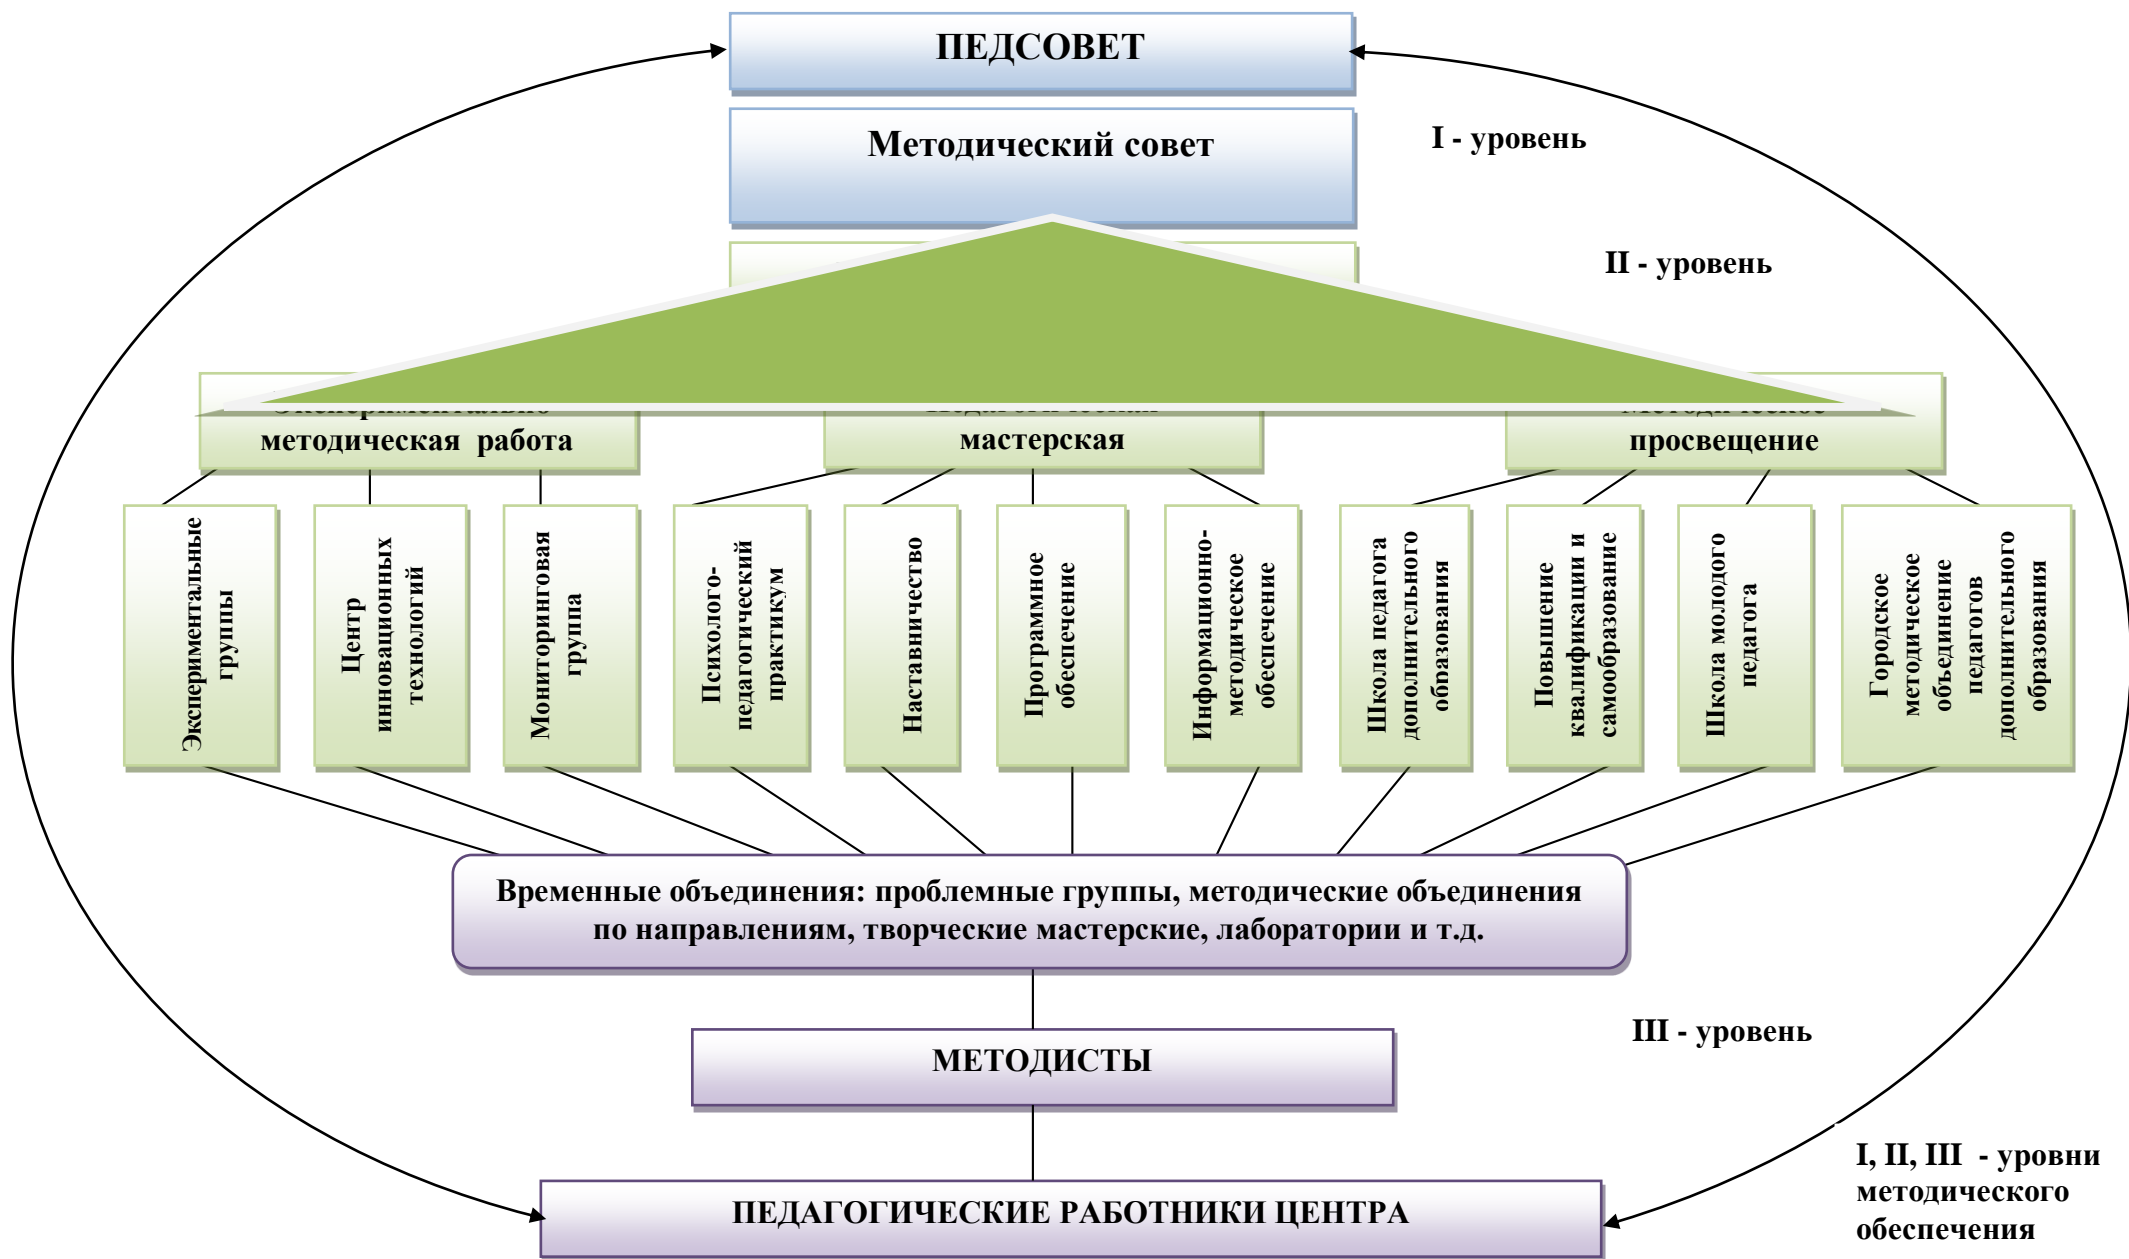 ПЕДСОВЕТ
Методический совет
I - уровень
II - уровень
Экспериментально-
методическая  работа
Педагогическая
мастерская
Методическое
просвещение
Экспериментальные
группы
Центр
инновационных
технологий
Мониторинговая
группа
Психолого-
педагогический
практикум
Наставничество
Программное
обеспечение
Информационно-
методическое
обеспечение
Школа педагога
дополнительного
образования
Повышение
квалификации и
самообразование
Школа молодого
педагога
Городское
методическое
объединение
педагогов
дополнительного
образования
Временные объединения: проблемные группы, методические объединения
по направлениям, творческие мастерские, лаборатории и т.д.
III - уровень
МЕТОДИСТЫ
I, II, III  - уровни
методического
обеспечения
ПЕДАГОГИЧЕСКИЕ РАБОТНИКИ ЦЕНТРА